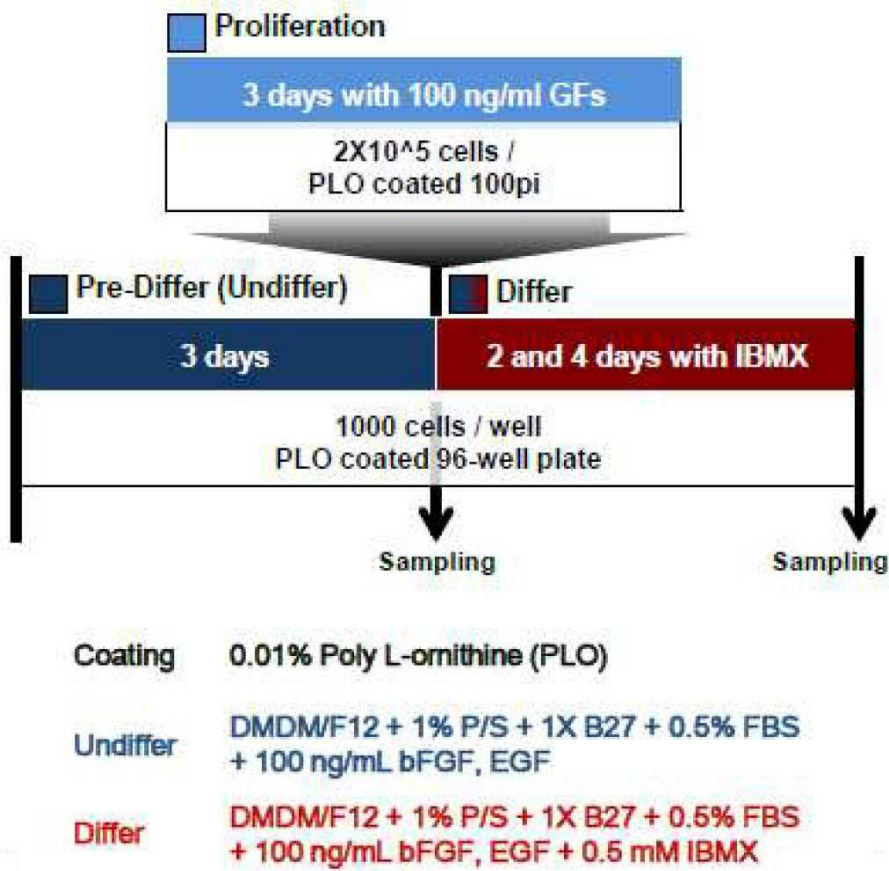 Proliferation
3 days with 100 ng/ml GFs
2X10^5 cells /
PLO coated 100pi
Pre-Differ (Undiffer)
Differ
3 days
2 and 4 days with IBMX
1000 cells / well
PLO coated 96-well plate
Sampling
Sampling
Coating 0.01% Poly L-ornithine (PLO)
Undiffer DMDM/F12 + 1% P/S + 1X B27 + 0.5% FBS
+ 100 ng/mL bFGF, EGF
Differ DMDM/F12 + 1% P/S + 1X B27 + 0.5% FBS
+ 100 ng/mL bFGF, EGF + 0.5 mM IBMX